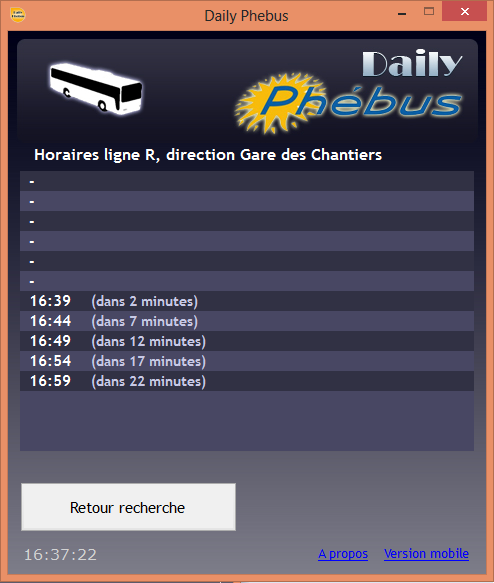 Daily Phebus
Daily
Phébus
Horaires ligne R, direction Gare des Chantiers
-
-
-
-
-
-
16:39 (dans 2 minutes)
16:44 (dans 7 minutes)
16:49 (dans 12 minutes)
16:54 (dans 17 minutes)
16:59 (dans 22 minutes)
Retour recherche
16:37:22 A propos Version mobile